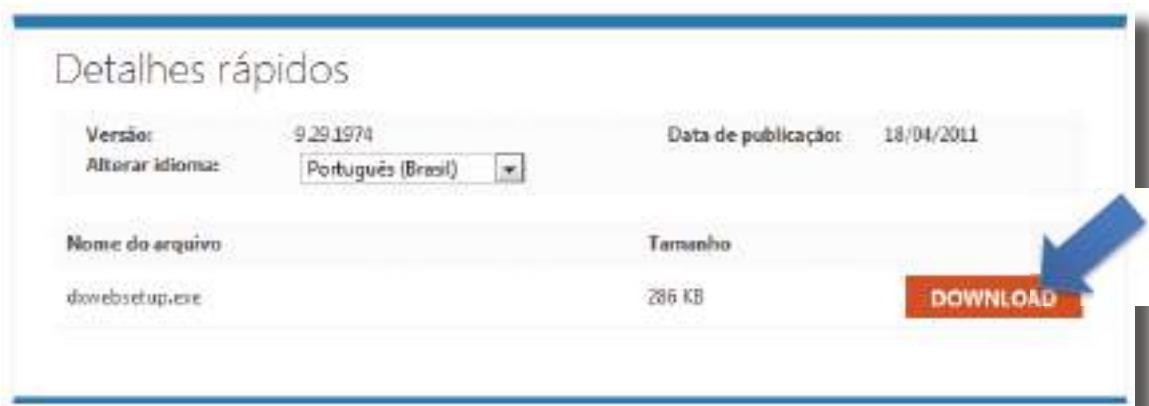 Detalhes rápidos
Versão: 9.29.1974 Data de publicação: 18/04/2011
Alterar idioma: Português (Brasil)
Nome do arquivo Tamanho
dxwebsetup.exe 286 KB DOWNLOAD